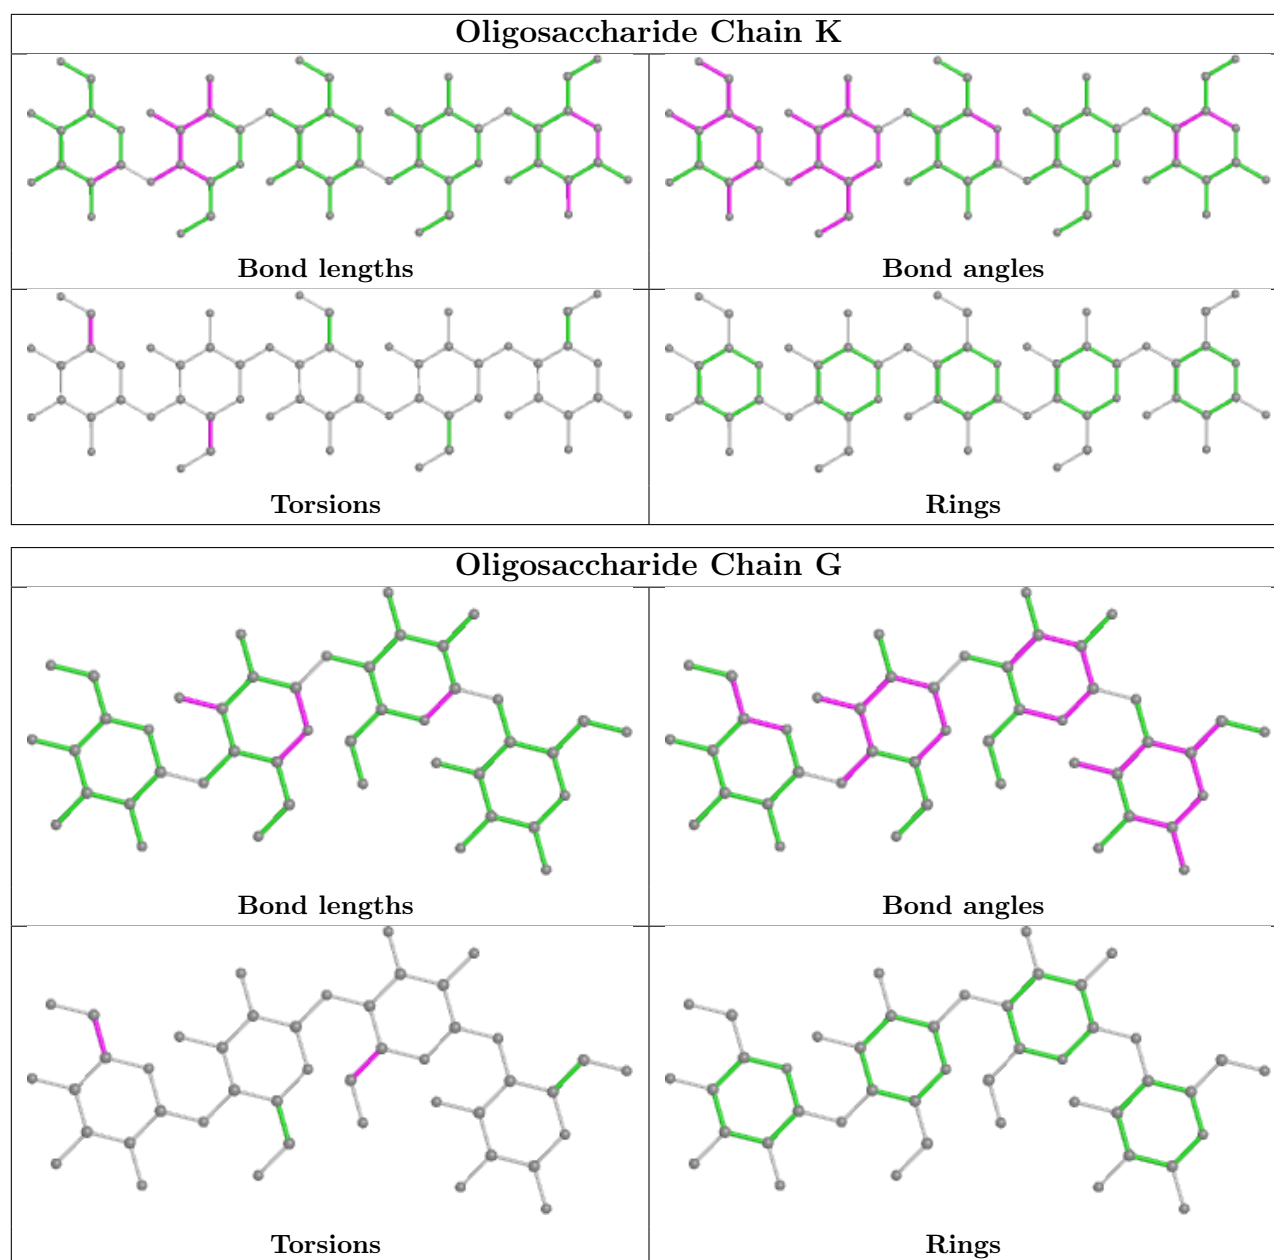 Oligosaccharide Chain K
Bond lengths
Bond angles
Torsions
Rings
Oligosaccharide Chain G
Bond lengths
Bond angles
Torsions
Rings